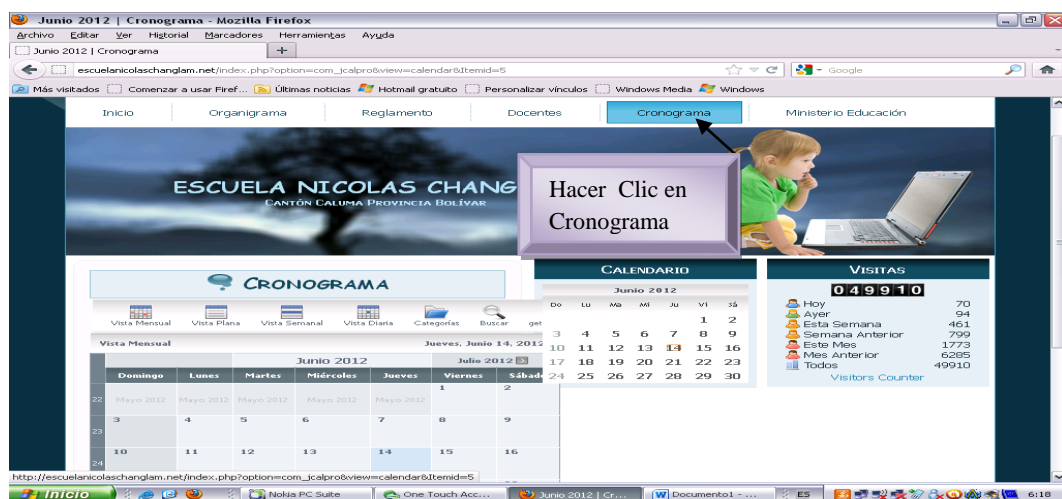 Junio 2012 | Cronograma - Mozilla Firefox
Archivo Editar Ver Historial Marcadores Herramientas Ayuda
Junio 2012 | Cronograma
escuelanicolaschanglam.net/index.php?option=com_jcalpro&view=calendar&Itemid=5
Google
Más visitados Comenzar a usar Firef... Últimas noticias Hotmail gratuito Personalizar vínculos Windows Media Windows
Inicio Organigrama Reglamento Docentes Cronograma Ministerio Educación
ESCUELA NICOLAS CHANG
CANTÓN CALUMA PROVINCIA BOLÍVAR
Hacer Clic en
Cronograma
CRONOGRAMA
Vista Mensual Vista Plana Vista Semanal Vista Diaria Categorías Buscar get
Vista Mensual Jueves, Junio 14, 2012
Junio 2012 Julio 2012
Domingo Lunes Martes Miércoles Jueves Viernes Sábado
22 Mayo 2012 Mayo 2012 Mayo 2012 Mayo 2012 Mayo 2012 1 2
23 3 4 5 6 7 8 9
24 10 11 12 13 14 15 16
CALENDARIO
Junio 2012
Do Lu Ma Mi Ju Vi Sá
1 2
3 4 5 6 7 8 9
10 11 12 13 14 15 16
17 18 19 20 21 22 23
24 25 26 27 28 29 30
VISITAS
049910
Hoy 70
Ayer 94
Esta Semana 461
Semana Anterior 799
Este Mes 1773
Mes Anterior 6285
Todos 49910
Visitors Counter
http://escuelanicolaschanglam.net/index.php?option=com_jcalpro&view=calendar&Itemid=5
Inicio Nokia PC Suite One Touch Acc... Junio 2012 | Cr... Documento1 - ... ES 6:18